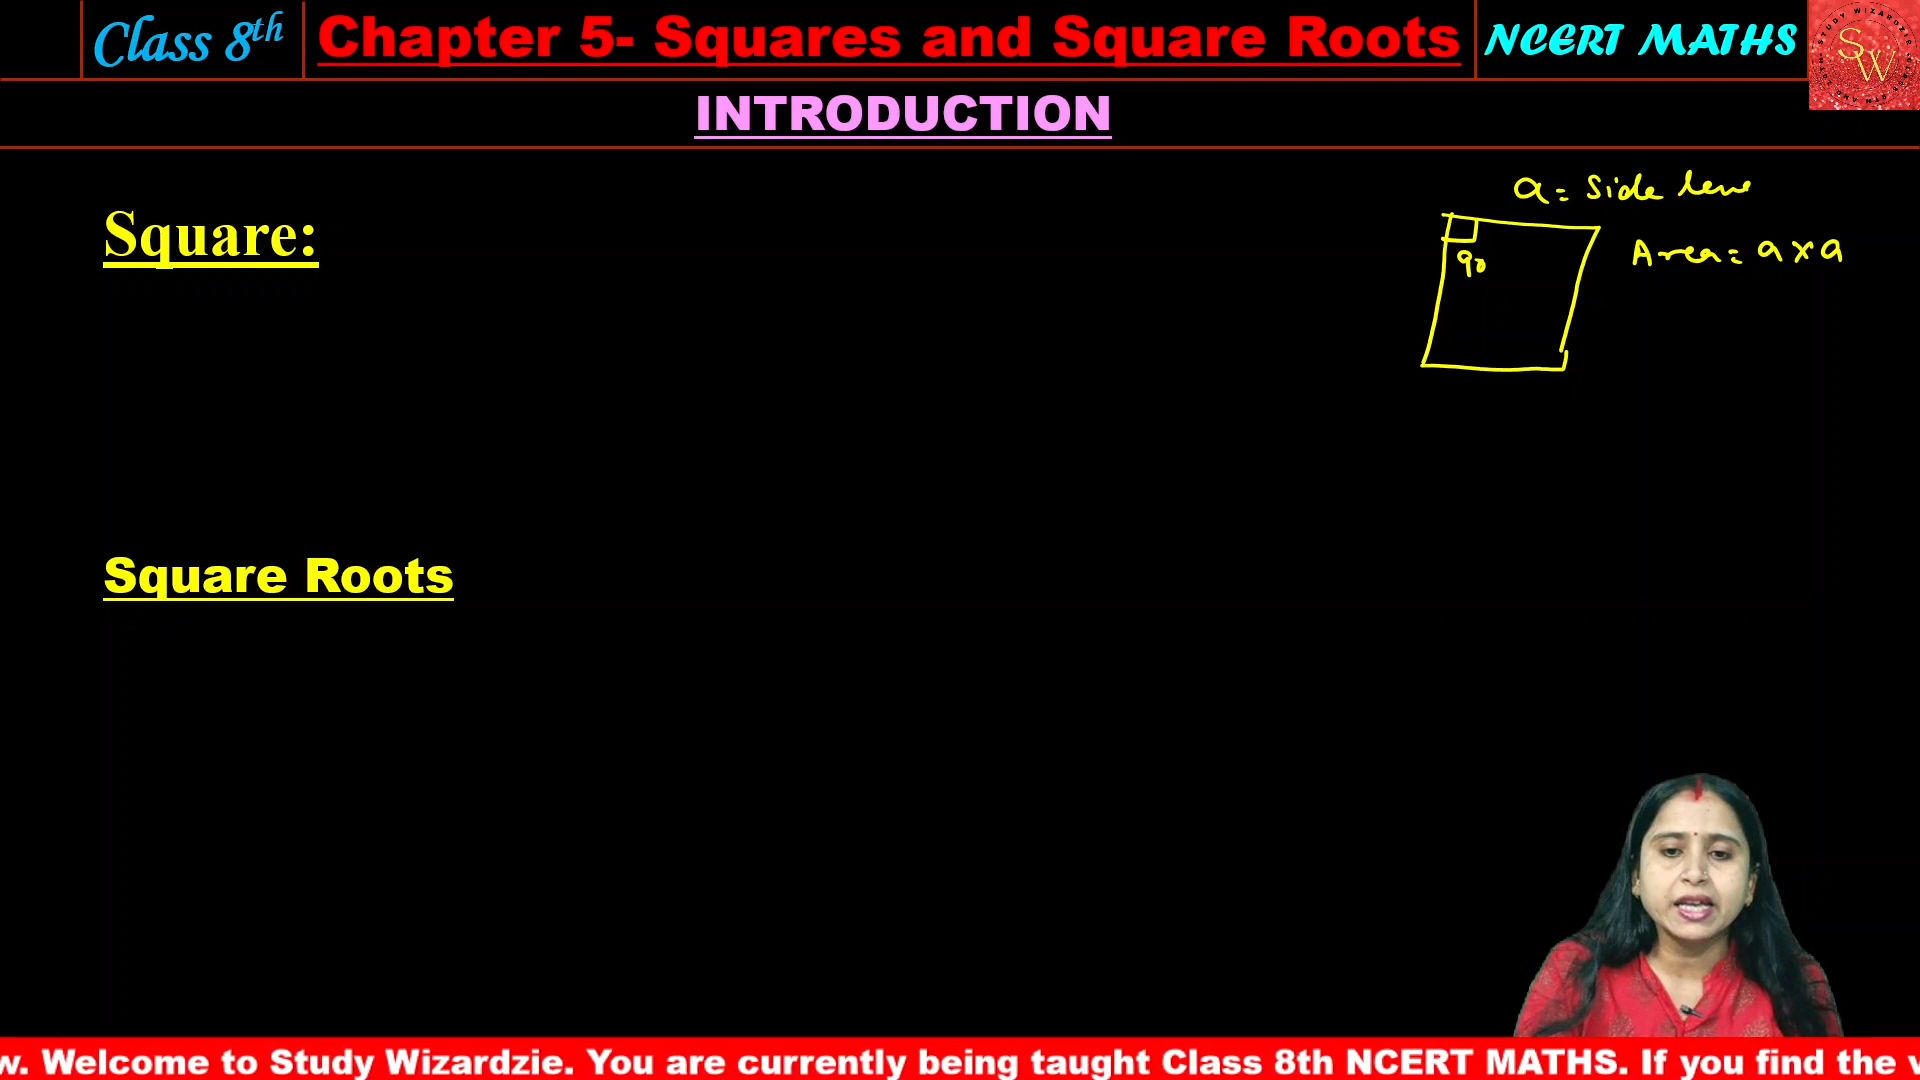 Class 8th
Chapter 5- Squares and Square Roots
NCERT MATHS
SW
INTRODUCTION
a = Side
Square:
Area = a x a
90
Square Roots
w. Welcome to Study Wizardzie. You are currently being taught Class 8th NCERT MATHS. If you find the v